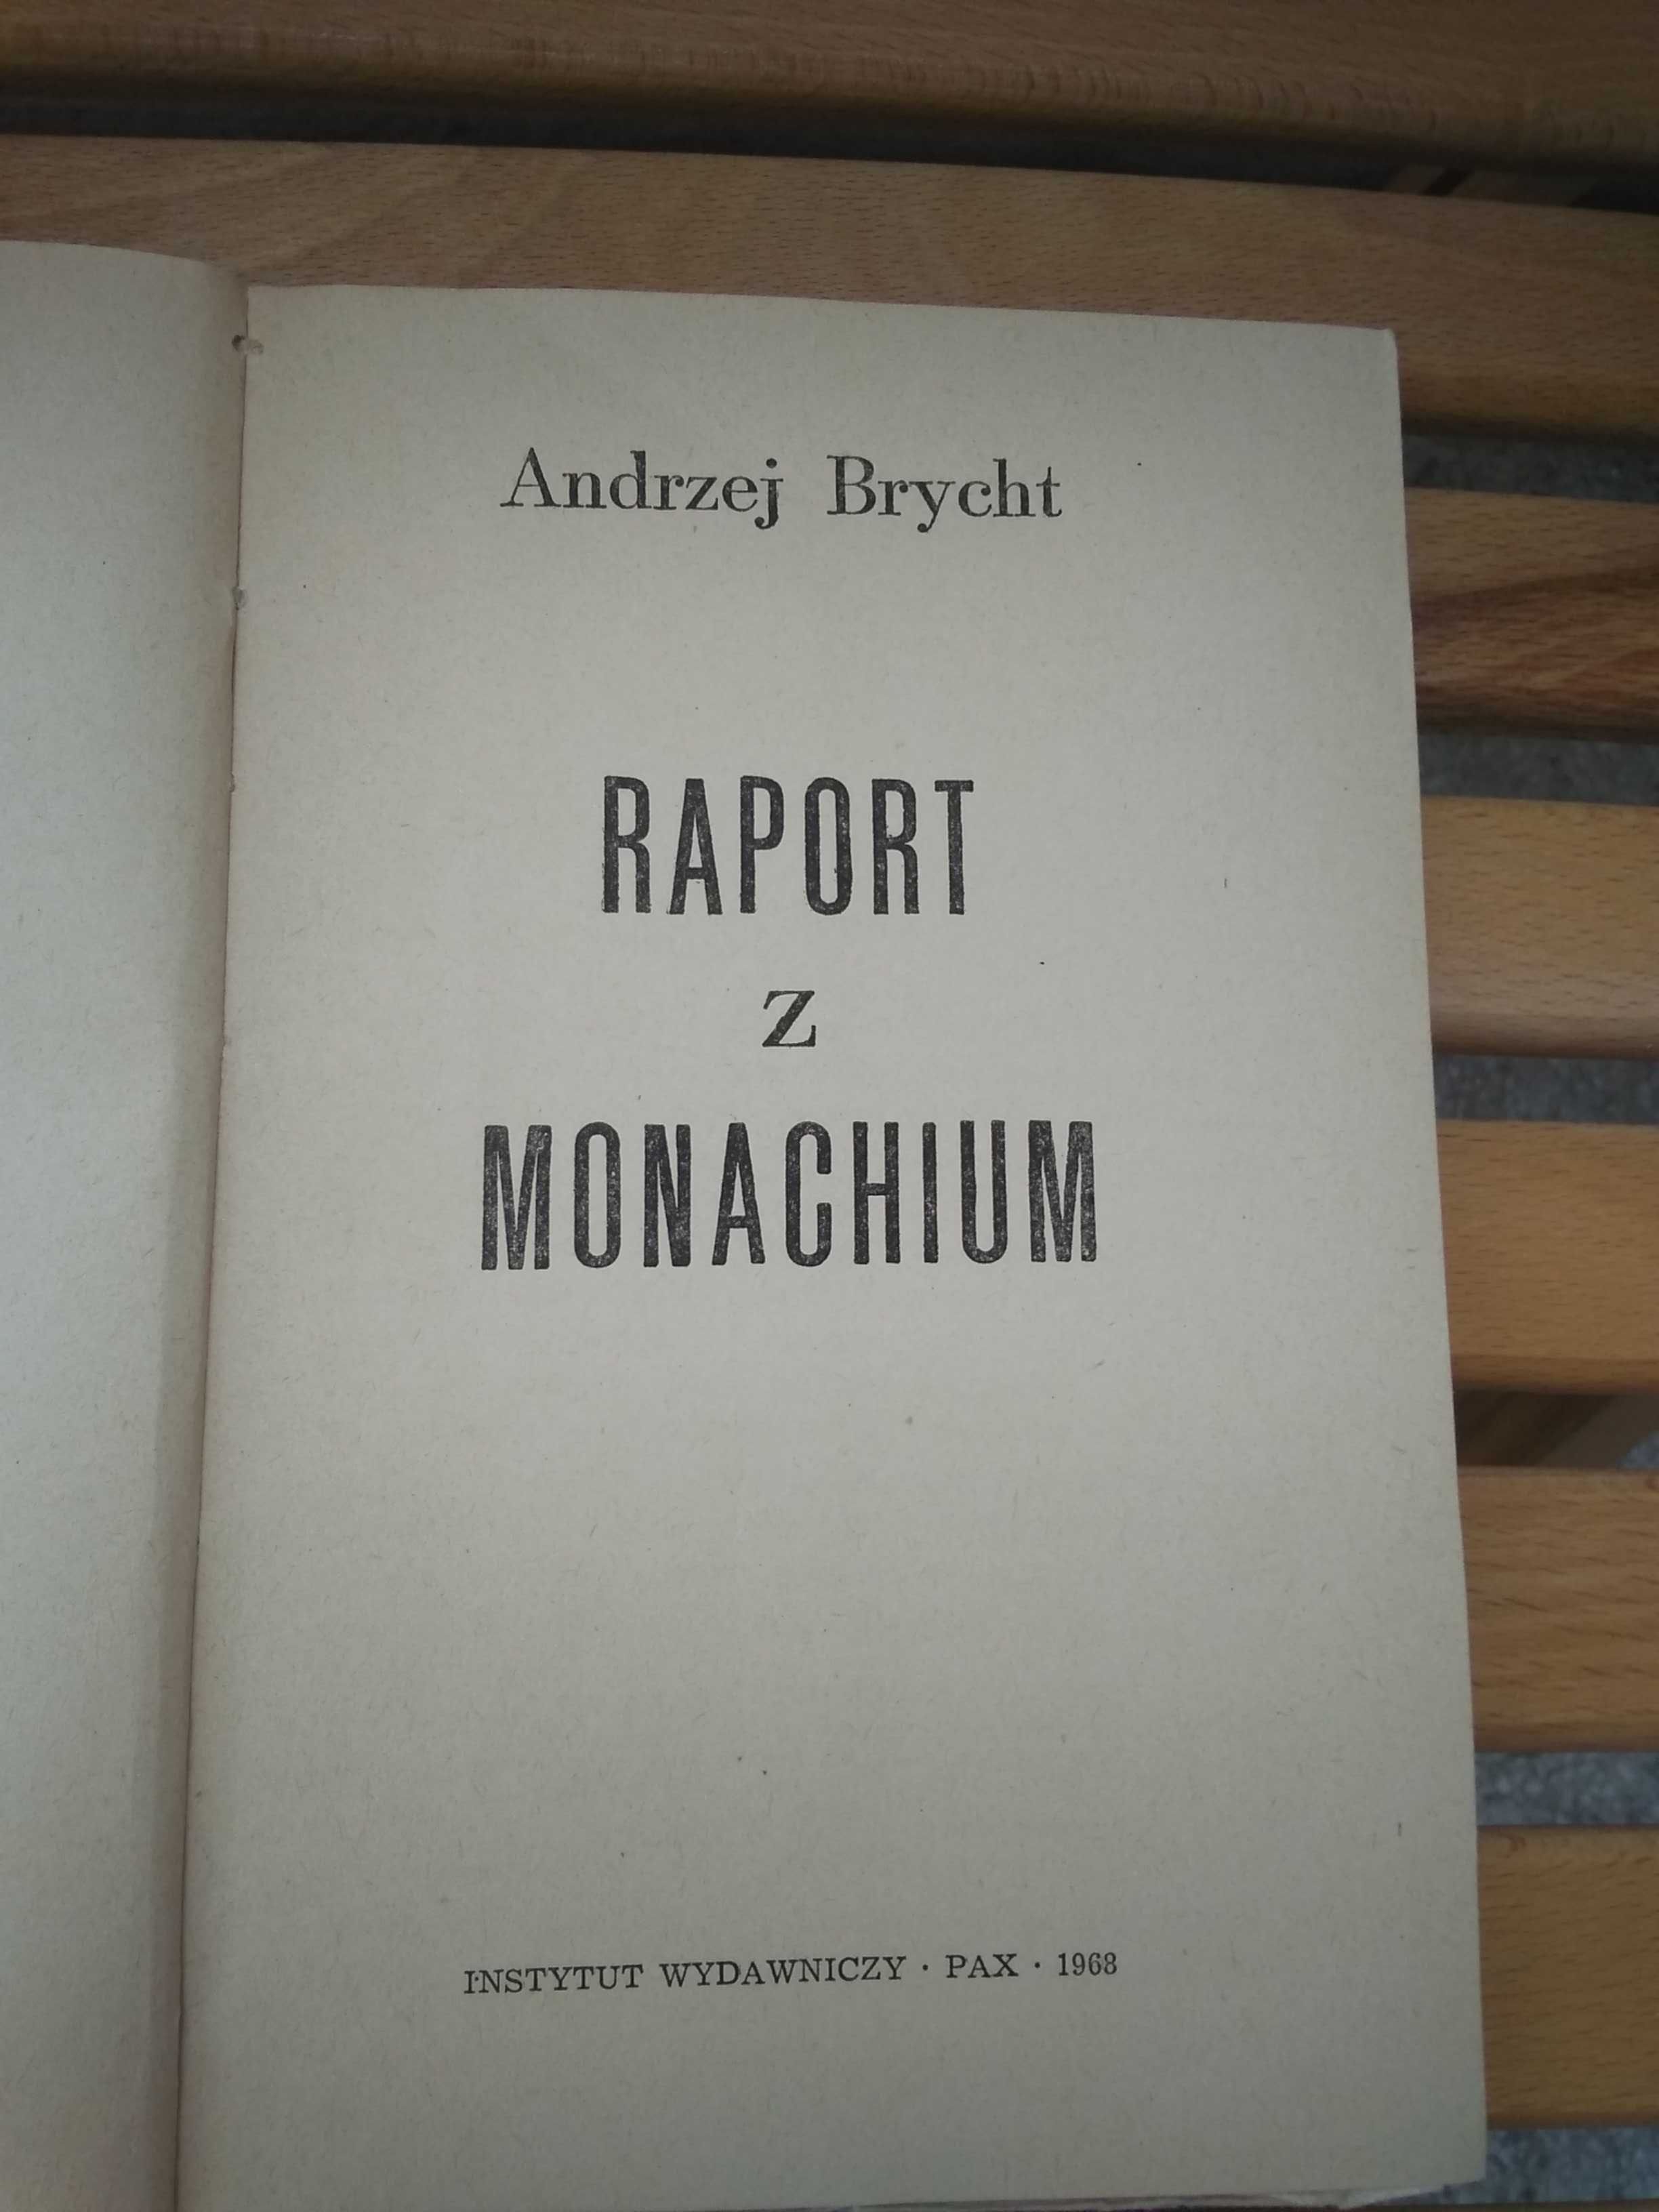 Andrzej Brycht
RAPORT
z
MONACHIUM
INSTYTUT WYDAWNICZY · PAX · 1968